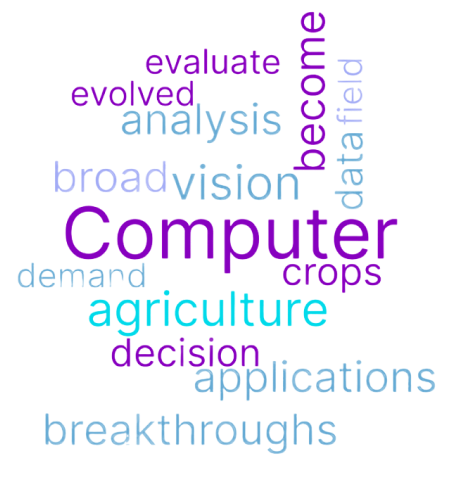 evaluate
become
field
evolved
analysis
data
broad
vision
Computer
demand
crops
agriculture
decision
applications
breakthroughs